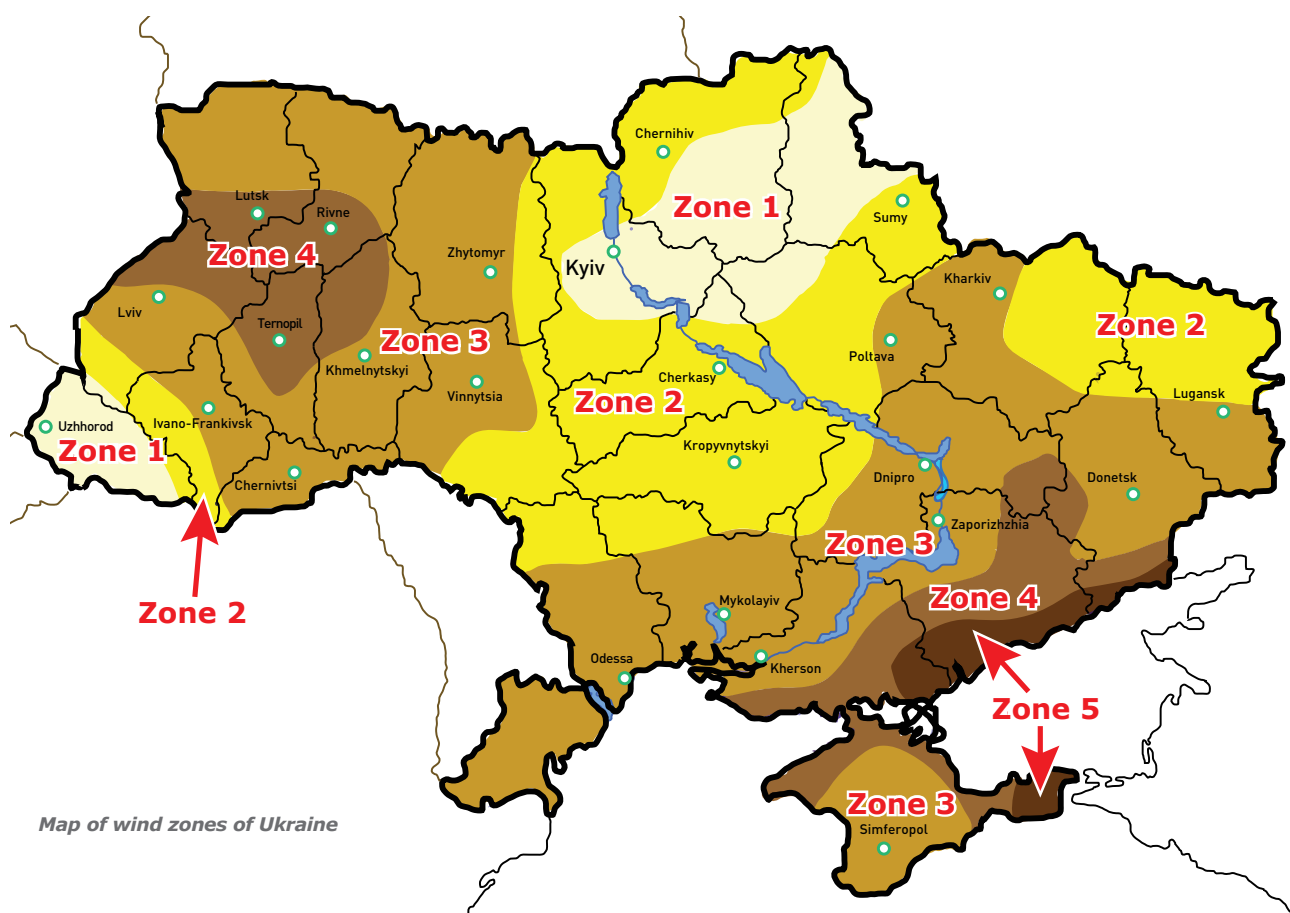 Chernihiv
Lutsk
Rivne
Zone 1
Sumy
Zone 4
Zhytomyr
Kyiv
Kharkiv
Lviv
Ternopil
Zone 3
Khmelnytskyi
Zone 2
Poltava
Cherkasy
Vinnytsia
Zone 2
Lugansk
Uzhhorod
Ivano-Frankivsk
Zone 1
Kropyvnytskyi
Chernivtsi
Dnipro
Donetsk
Zaporizhzhia
Zone 3
Zone 2
Mykolayiv
Zone 4
Odessa
Kherson
Zone 5
Zone 3
Simferopol
Map of wind zones of Ukraine